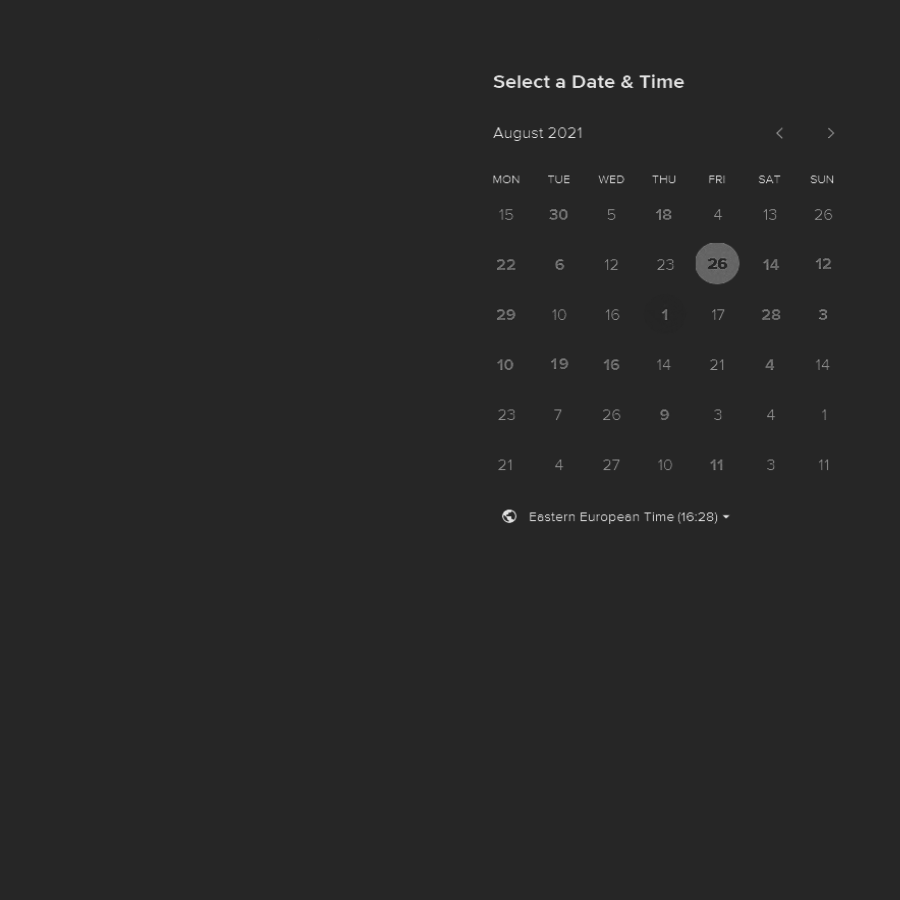 Select a Date & Time
August 2021
MON TUE WED THU FRI SAT SUN
15 30 5 18 4 13 26
22 6 12 23 26 14 12
29 10 16 1 17 28 3
10 19 16 14 21 4 14
23 7 26 9 3 4 1
21 4 27 10 11 3 11
Eastern European Time (16:28)